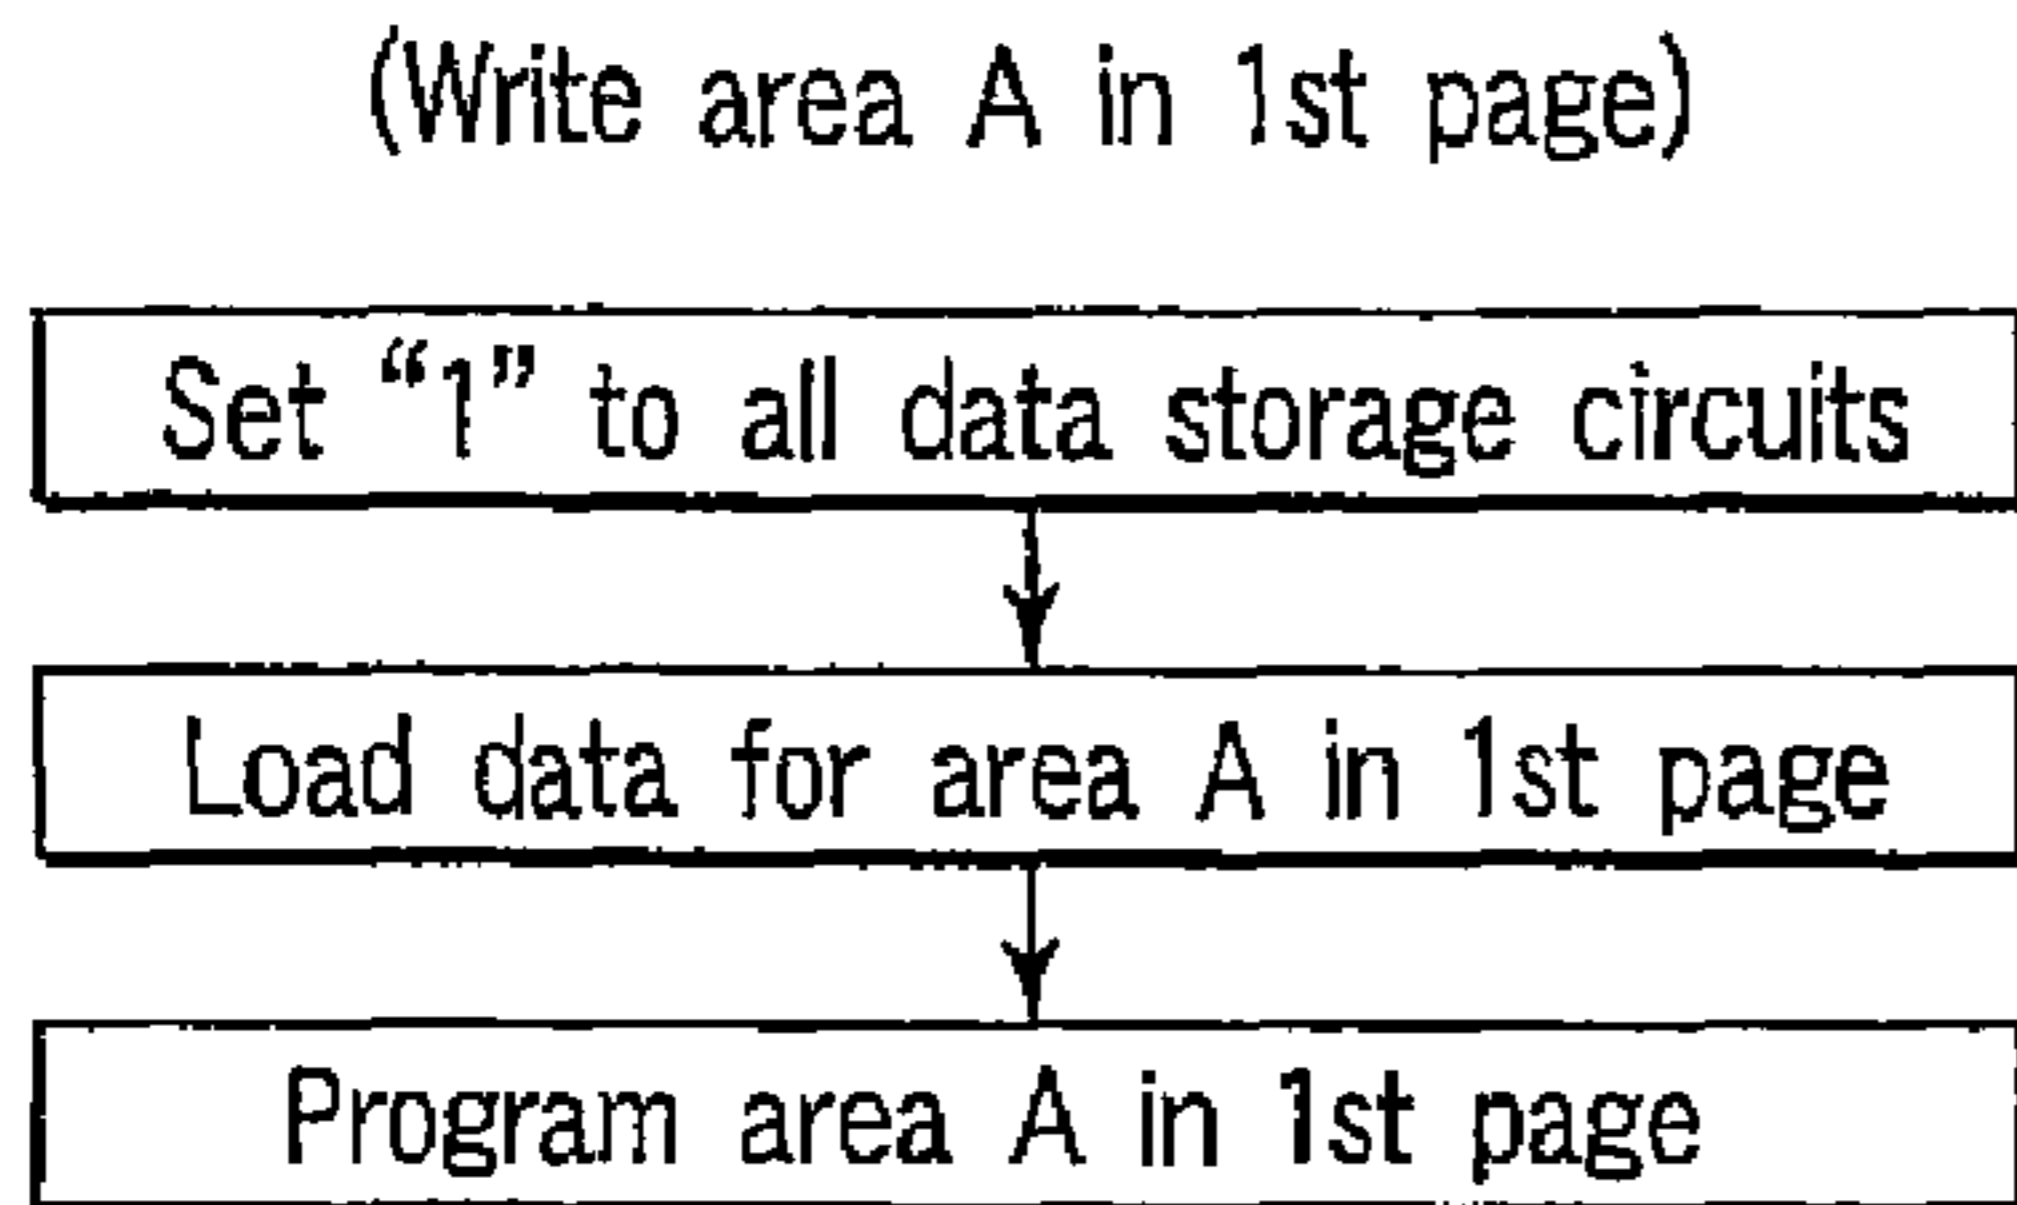 (Write area A in 1st page)
Set “1” to all data storage circuits
Load data for area A in 1st page
Program area A in 1st page